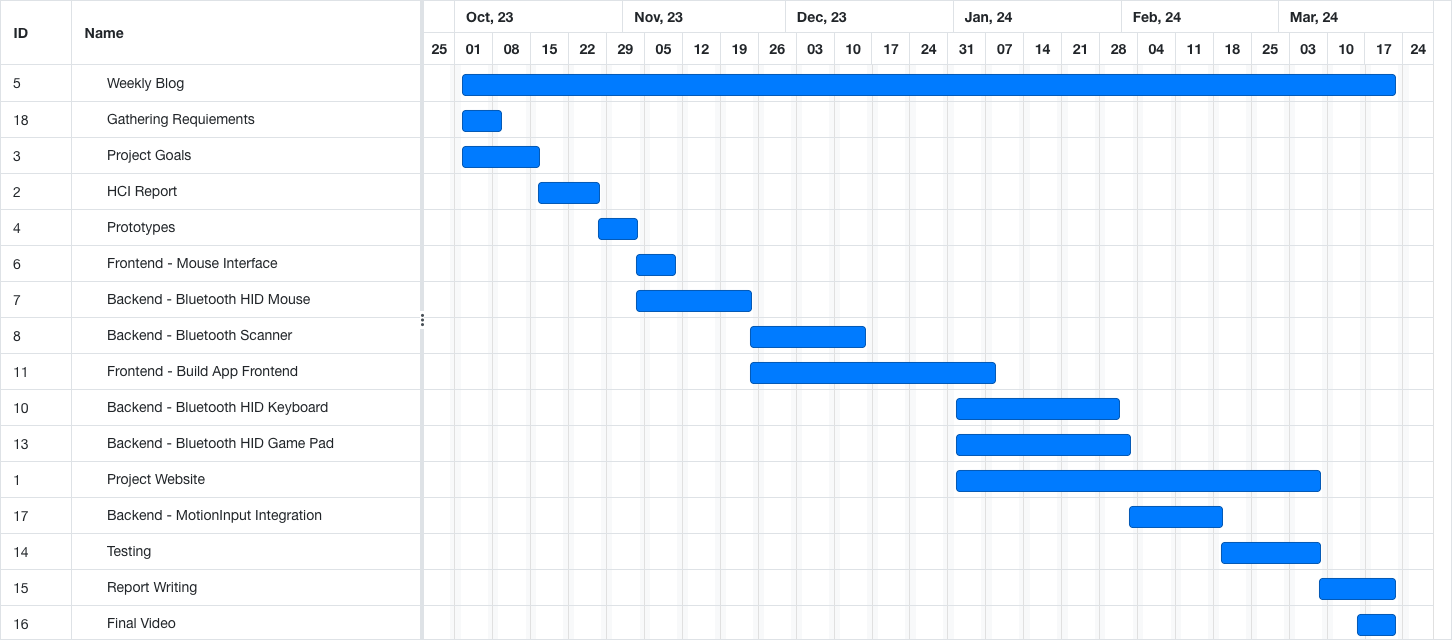 ID Name Oct, 23 Nov, 23 Dec, 23 Jan, 24 Feb, 24 Mar, 24
25 01 08 15 22 29 05 12 19 26 03 10 17 24 31 07 14 21 28 04 11 18 25 03 10 17 24
5 Weekly Blog
18 Gathering Requiements
3 Project Goals
2 HCI Report
4 Prototypes
6 Frontend - Mouse Interface
7 Backend - Bluetooth HID Mouse
8 Backend - Bluetooth Scanner
11 Frontend - Build App Frontend
10 Backend - Bluetooth HID Keyboard
13 Backend - Bluetooth HID Game Pad
1 Project Website
17 Backend - MotionInput Integration
14 Testing
15 Report Writing
16 Final Video